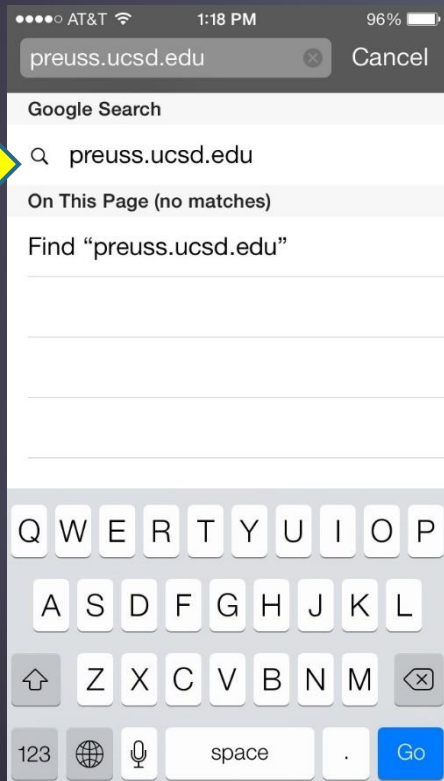 AT&T 1:18 PM 96%
preuss.ucsd.edu Cancel
Google Search
preuss.ucsd.edu
On This Page (no matches)
Find “preuss.ucsd.edu”
Q W E R T Y U I O P
A S D F G H J K L
Z X C V B N M
123 space . Go